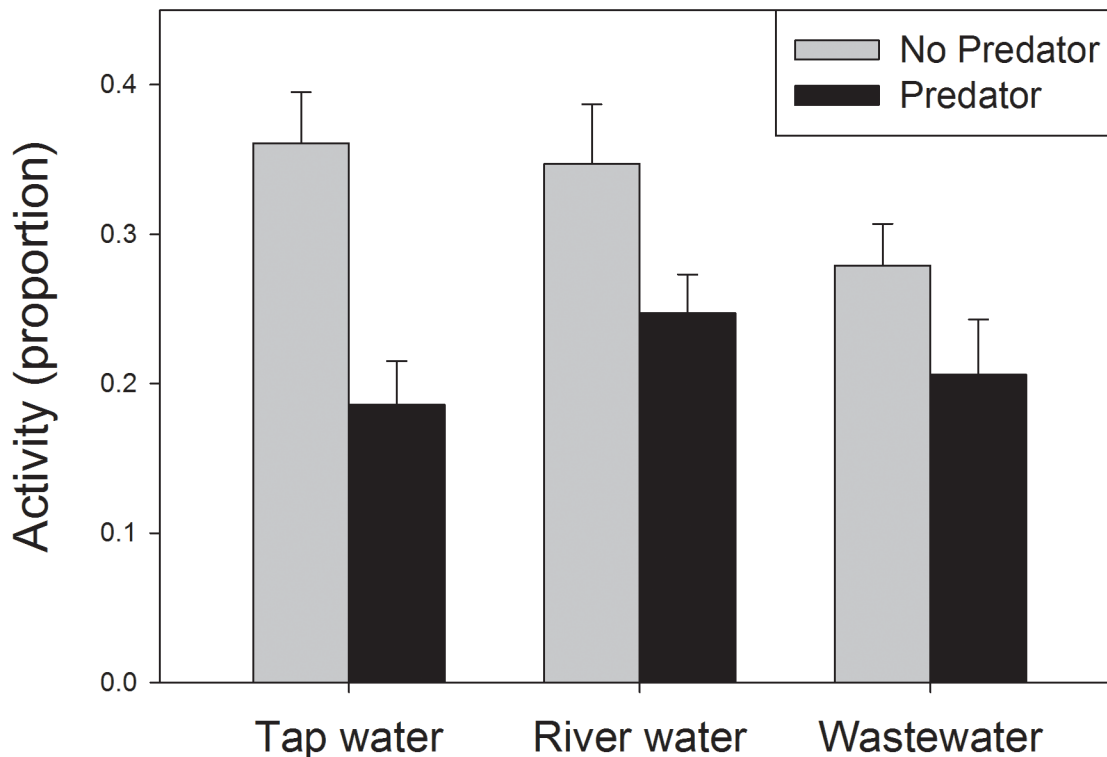 No Predator
Predator
Activity (proportion)
0.4
0.3
0.2
0.1
0.0
Tap water
River water
Wastewater